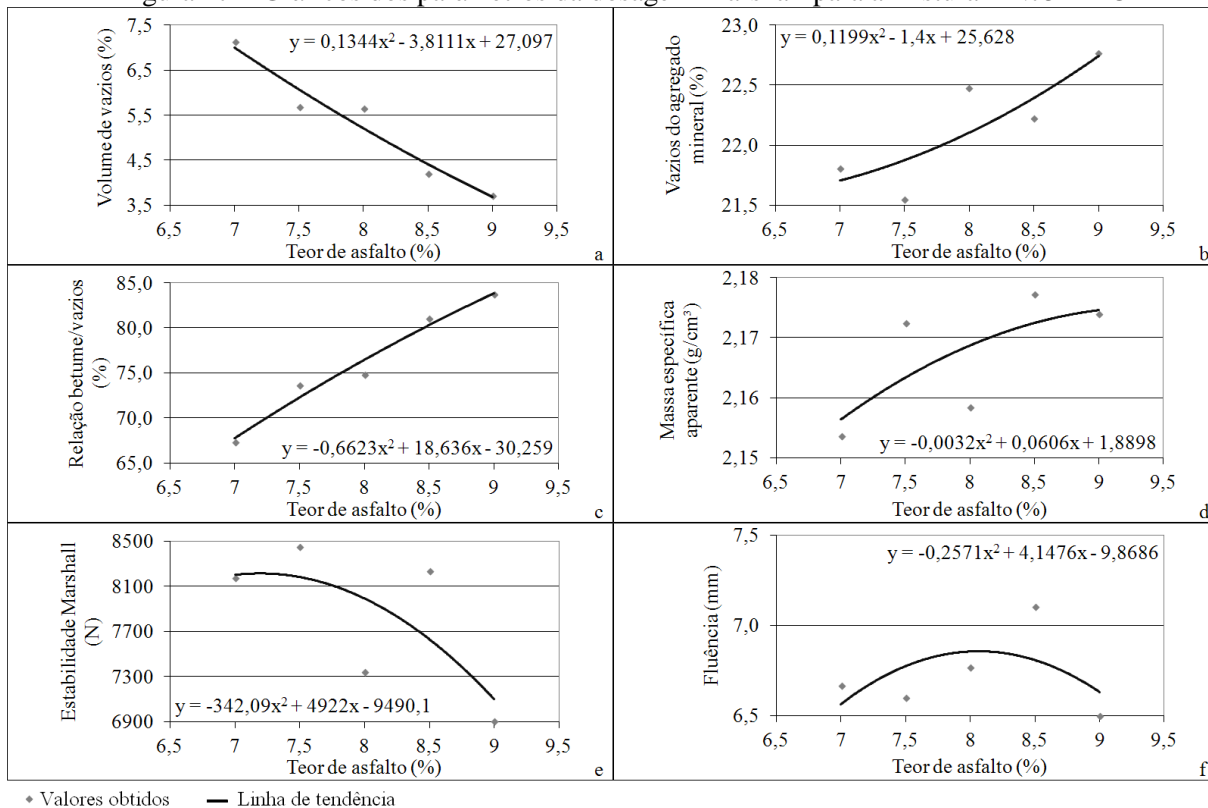 7,5
6,5
5,5
4,5
3,5
Volume de vazios (%)
y = 0,1344x² - 3,8111x + 27,097
6,5 7 7,5 8 8,5 9 9,5
Teor de asfalto (%)
a
23,0
22,5
22,0
21,5
Vazios do agregado
mineral (%)
y = 0,1199x² - 1,4x + 25,628
6,5 7 7,5 8 8,5 9 9,5
Teor de asfalto (%)
b
85,0
80,0
75,0
70,0
65,0
Relação betume/vazios
(%)
y = -0,6623x² + 18,636x - 30,259
6,5 7 7,5 8 8,5 9 9,5
Teor de asfalto (%)
c
2,18
2,17
2,16
2,15
Massa específica
aparente (g/cm³)
y = -0,0032x² + 0,0606x + 1,8898
6,5 7 7,5 8 8,5 9 9,5
Teor de asfalto (%)
d
8500
8100
7700
7300
6900
Estabilidade Marshall
(N)
y = -342,09x² + 4922x - 9490,1
6,5 7 7,5 8 8,5 9 9,5
Teor de asfalto (%)
e
7,5
7,0
6,5
Fluência (mm)
y = -0,2571x² + 4,1476x - 9,8686
6,5 7 7,5 8 8,5 9 9,5
Teor de asfalto (%)
f
Valores obtidos Linha de tendência